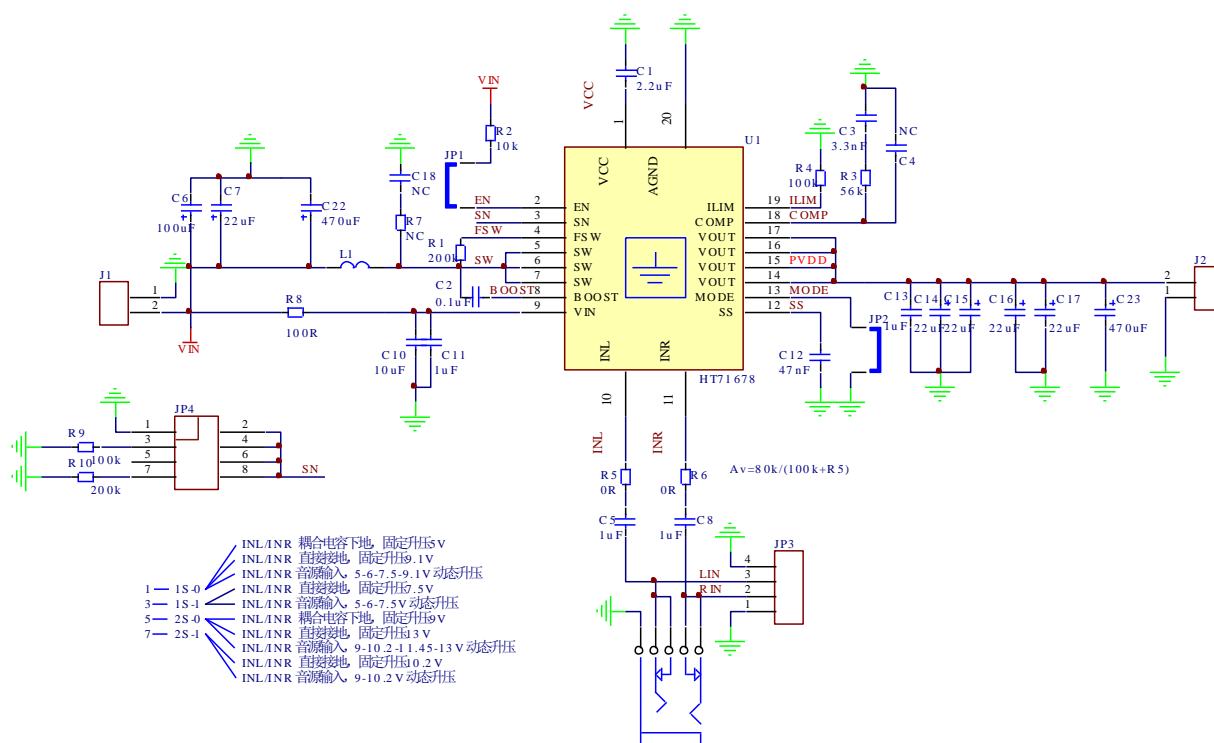 C1
2.2uF
VCC
1
20
VIN
R2
10k
JP1
U1
C3
3.3nF
NC
C4
R4
100k
R3
56k
C18
NC
R7
NC
C6
100uF
C7
22uF
C22
470uF
L1
R1
200k
C2
0.1uF
EN
SN
FSW
SW
BOOST
2
3
4
5
6
7
8
9
VCC
AGND
EN
SN
FSW
SW
SW
SW
BOOST
VIN
INL
INR
ILIM
COMP
VOUT
VOUT
VOUT
VOUT
MODE
SS
HT71678
19
18
17
16
15
14
13
12
ILIM
COMP
PVDD
MODE
SS
J1
1
2
VIN
R8
100R
C10
10uF
C11
1uF
C12
47nF
JP2
C13
1uF
C14
22uF
C15
22uF
C16
22uF
C17
22uF
C23
470uF
J2
2
1
10
11
INL
INR
R5
0R
R6
0R
Av=80k/(100k+R5)
C5
1uF
C8
1uF
LIN
RIN
JP3
4
3
2
1
JP4
1
3
5
7
2
4
6
8
SN
R9
100k
R10
200k
INL/INR 耦合电容下地，固定升压5V
INL/INR 直接接地，固定升压9.1V
INL/INR 音源输入，5-6-7.5-9.1V 动态升压
1 1S-0 INL/INR 直接接地，固定升压7.5V
3 1S-1 INL/INR 音源输入，5-6-7.5V 动态升压
5 2S-0 INL/INR 耦合电容下地，固定升压9V
7 2S-1 INL/INR 直接接地，固定升压13V
INL/INR 音源输入，9-10.2-11.45-13V 动态升压
INL/INR 直接接地，固定升压10.2V
INL/INR 音源输入，9-10.2V 动态升压